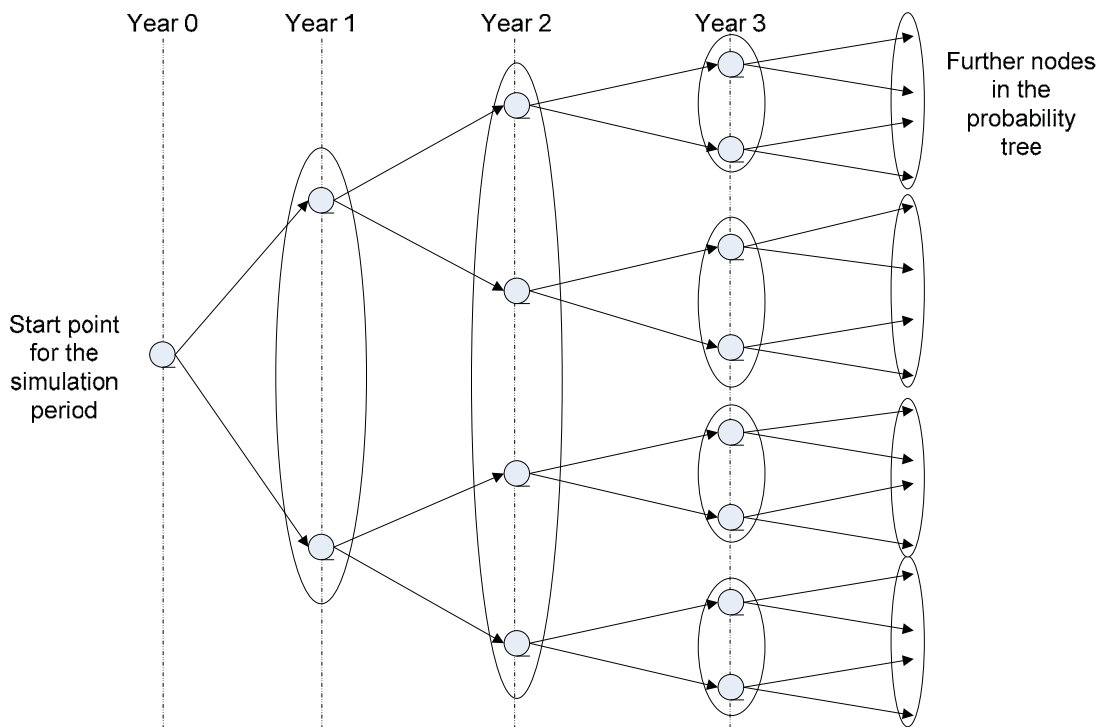 Year 0
Year 1
Year 2
Year 3
Further nodes
in the
probability
tree
Start point
for the
simulation
period